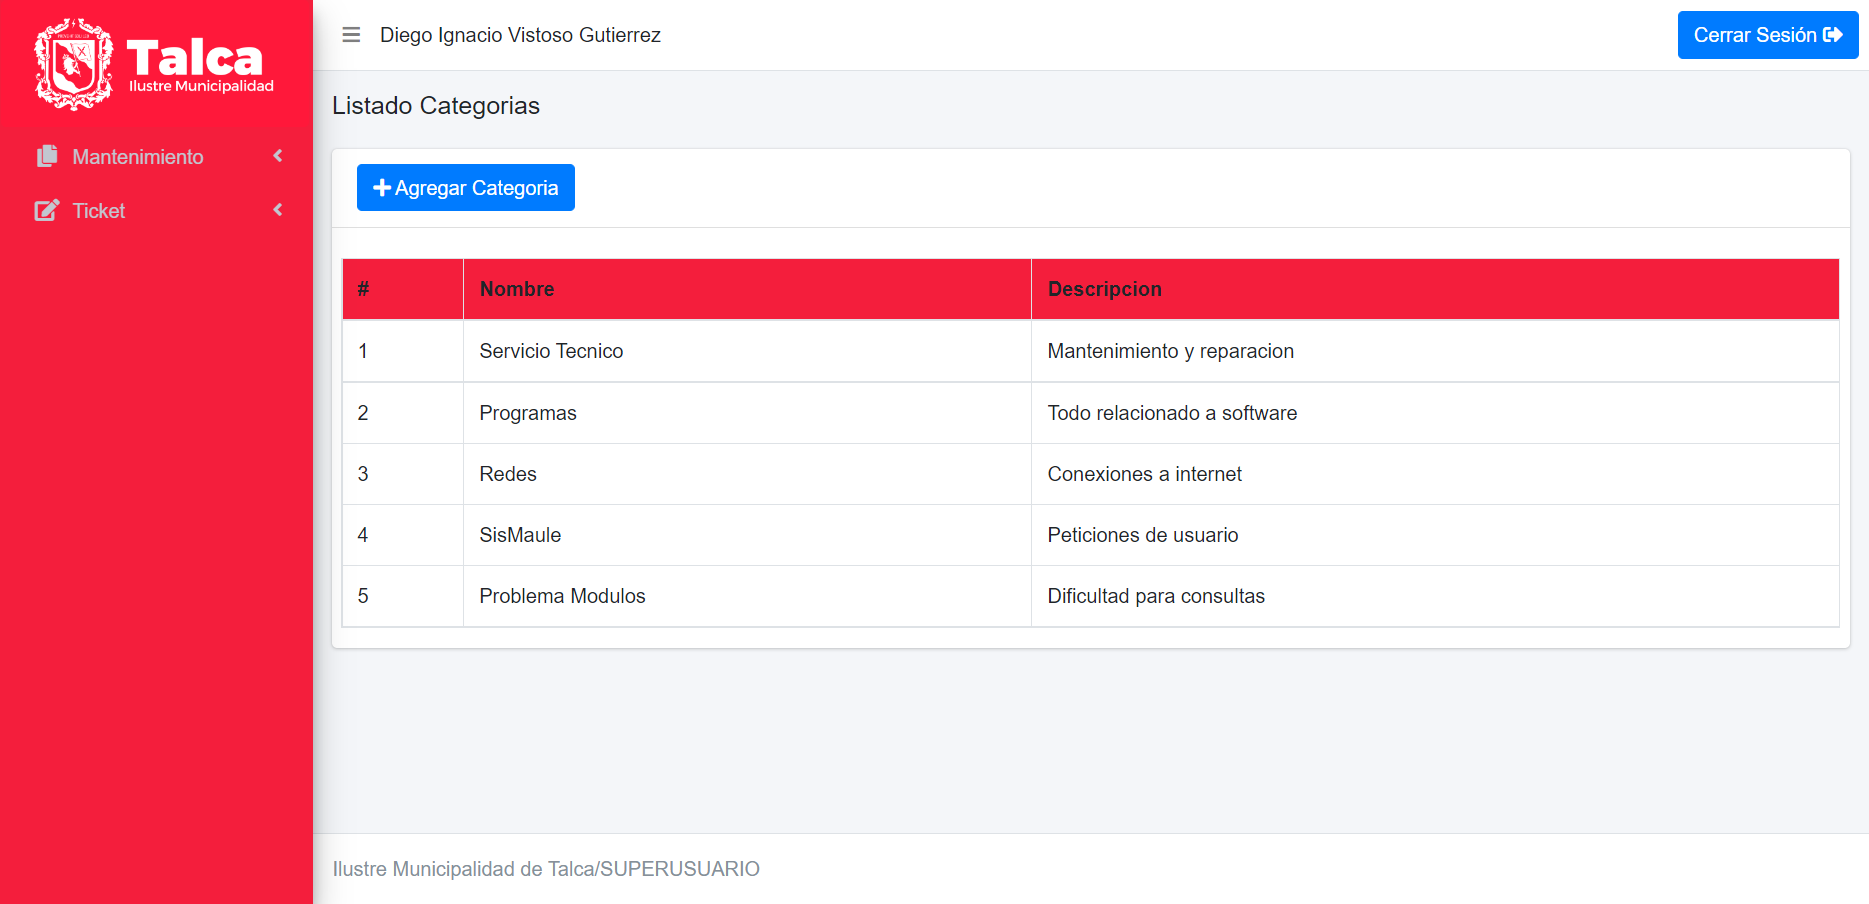 Talca
Ilustre Municipalidad
Mantenimiento
Ticket
Diego Ignacio Vistoso Gutierrez
Cerrar Sesión
Listado Categorias
Agregar Categoria
# Nombre Descripcion
1 Servicio Tecnico Mantenimiento y reparacion
2 Programas Todo relacionado a software
3 Redes Conexiones a internet
4 SisMaule Peticiones de usuario
5 Problema Modulos Dificultad para consultas
Ilustre Municipalidad de Talca/SUPERUSUARIO